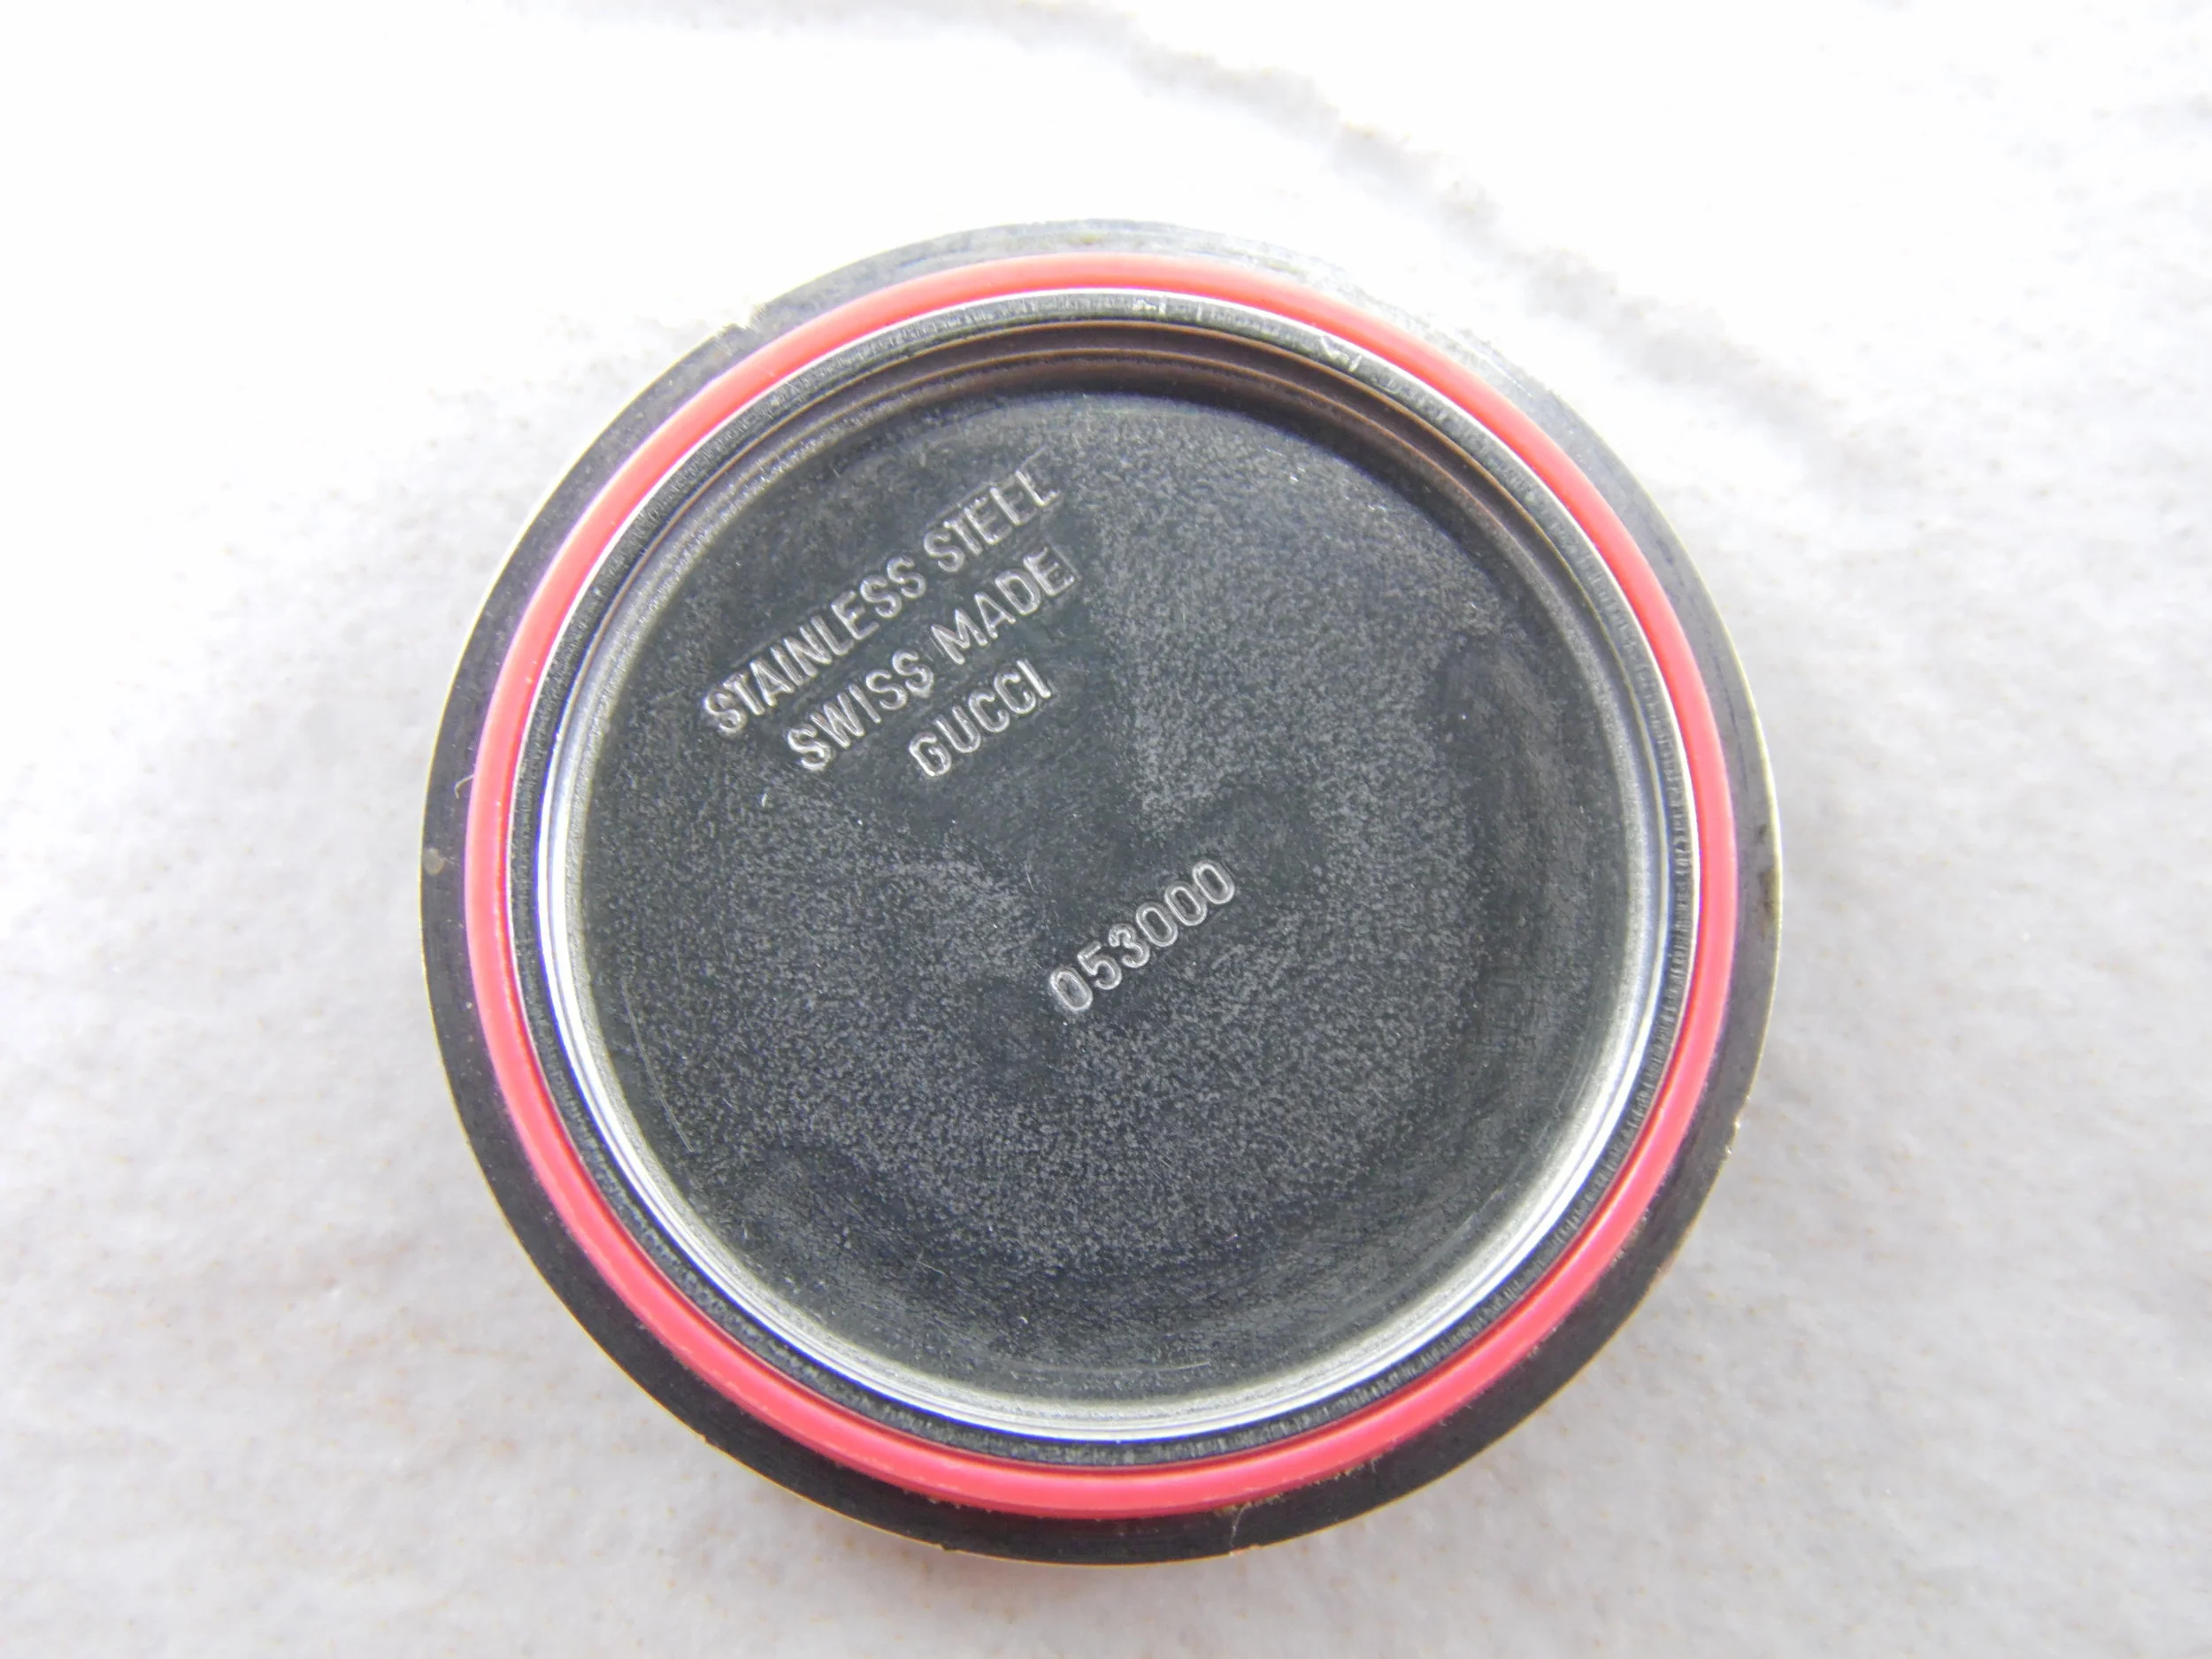 STAINLESS STEEL
SWISS MADE
GUCCI
053000